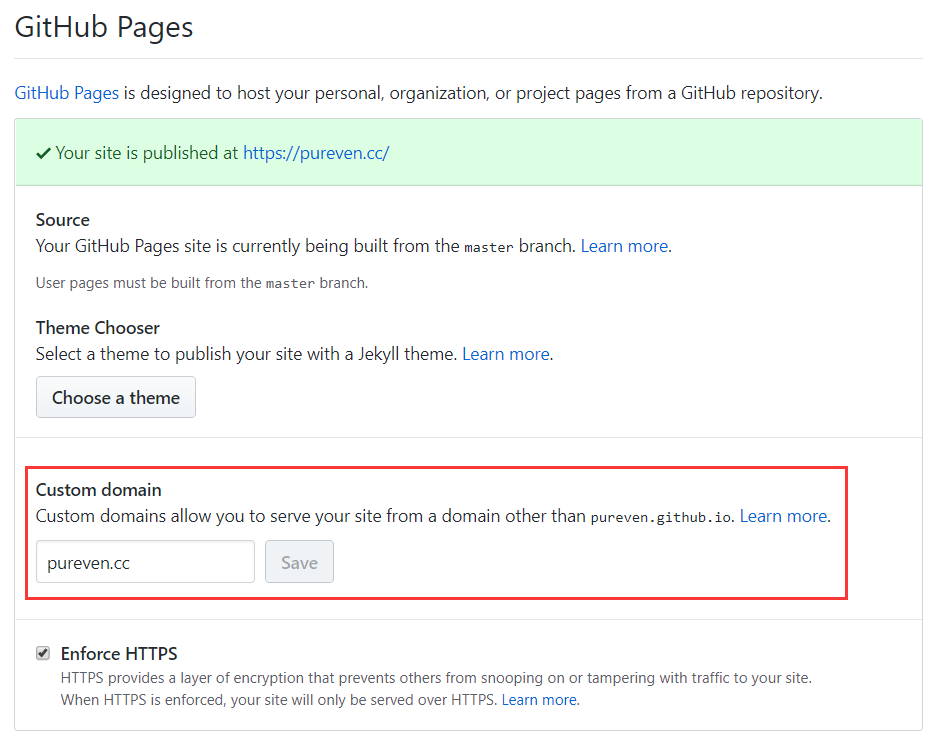 GitHub Pages
GitHub Pages is designed to host your personal, organization, or project pages from a GitHub repository.
Your site is published at https://pureven.cc/
Source
Your GitHub Pages site is currently being built from the master branch. Learn more.
User pages must be built from the master branch.
Theme Chooser
Select a theme to publish your site with a Jekyll theme. Learn more.
Choose a theme
Custom domain
Custom domains allow you to serve your site from a domain other than pureven.github.io. Learn more.
pureven.cc Save
Enforce HTTPS
HTTPS provides a layer of encryption that prevents others from snooping on or tampering with traffic to your site.
When HTTPS is enforced, your site will only be served over HTTPS. Learn more.